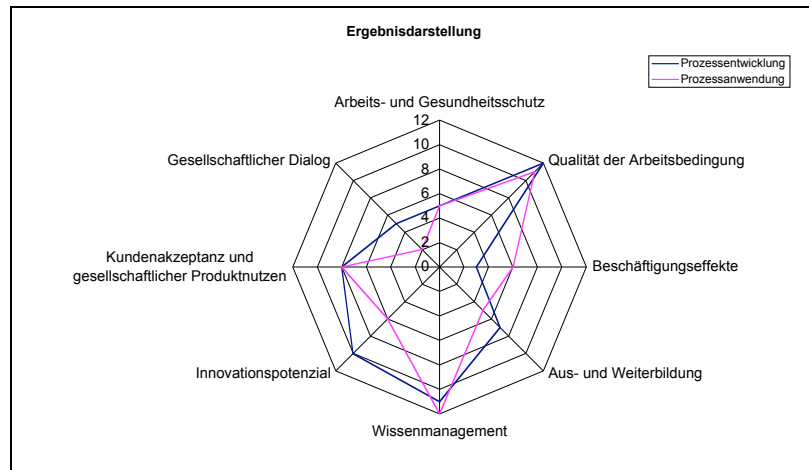 Ergebnisdarstellung
Prozessentwicklung
Prozessanwendung
Arbeits- und Gesundheitsschutz
12
10
8
6
4
2
0
Gesellschaftlicher Dialog
Qualität der Arbeitsbedingung
Kundenakzeptanz und
gesellschaftlicher Produktnutzen
Beschäftigungseffekte
Innovationspotenzial
Aus- und Weiterbildung
Wissenmanagement